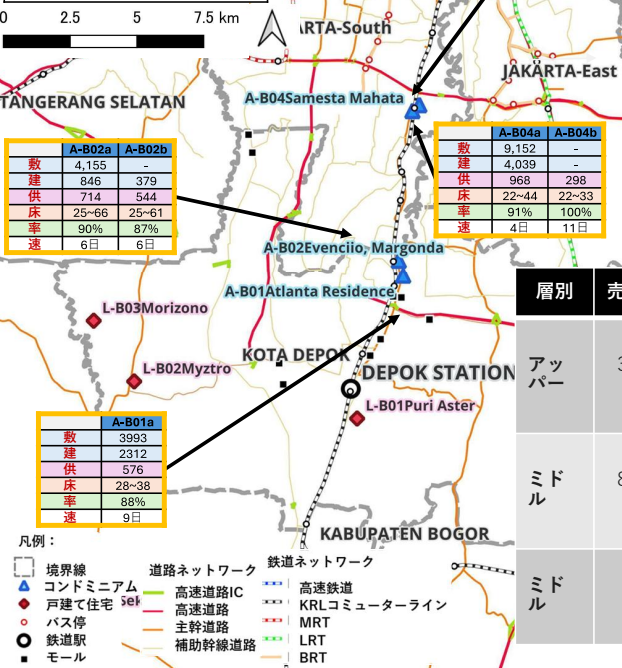 0 2.5 5 7.5 km
ARTA-South
JAKARTA-East
TANGERANG SELATAN
A-B04Samesta Mahata
A-B02a A-B02b
敷 4,155 -
建 846 379
供 714 544
床 25~66 25~61
率 90% 87%
速 6日 6日
A-B04a A-B04b
敷 9,152 -
建 4,039 -
供 968 298
床 22~44 22~33
率 91% 100%
速 4日 11日
A-B02Evenciio, Margonda
A-B01Atlanta Residence
L-B03Morizono
L-B02Myztro
KOTA DEPOK
DEPOK STATION
L-B01Puri Aster
A-B01a
敷 3993
建 2312
供 576
床 28~38
率 88%
速 9日
KABUPATEN BOGOR
層別 売
アッパー 3
ミドル 8
ミドル
凡例：
境界線
コンドミニアム
戸建て住宅
バス停
鉄道駅
モール
道路ネットワーク
高速道路IC
高速道路
主幹道路
補助幹線道路
鉄道ネットワーク
高速鉄道
KRLコミューターライン
MRT
LRT
BRT